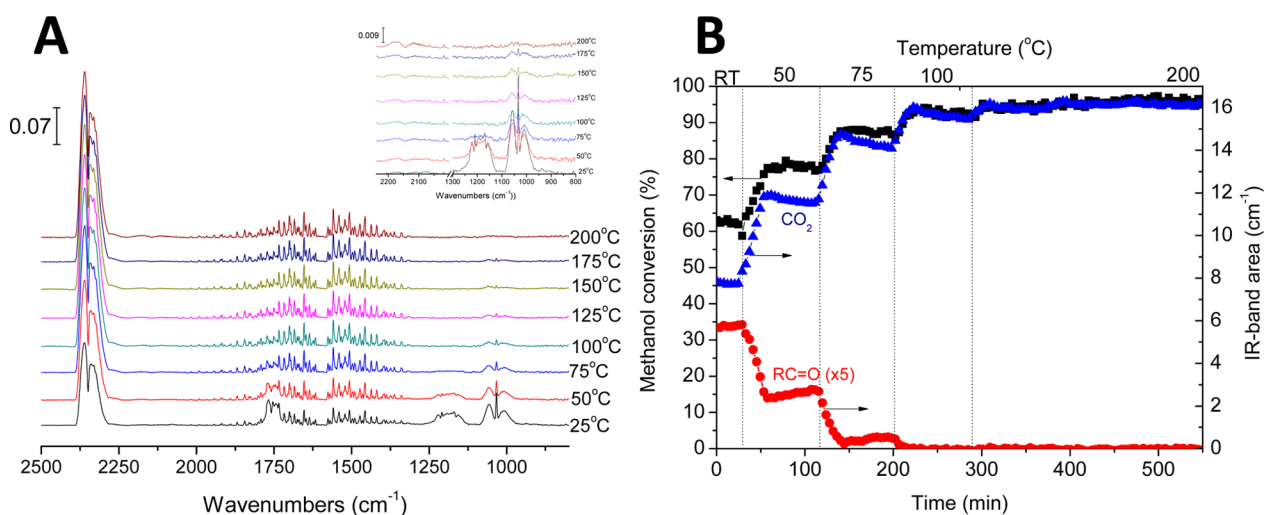 A
0.07
200°C
175°C
150°C
125°C
100°C
75°C
50°C
25°C
2500 2250 2000 1750 1500 1250 1000
Wavenumbers (cm⁻¹)
0.009
200°C
175°C
150°C
125°C
100°C
75°C
50°C
25°C
2200 2100 1300 1200 1100 1000 900 800
Wavenumbers (cm⁻¹))
B
Temperature (°C)
RT 50 75 100 200
Methanol conversion (%)
100
90
80
70
60
50
40
30
20
10
0
CO₂
RC=O (x5)
0 100 200 300 400 500
Time (min)
16
14
12
10
8
6
4
2
0
IR-band area (cm⁻¹)